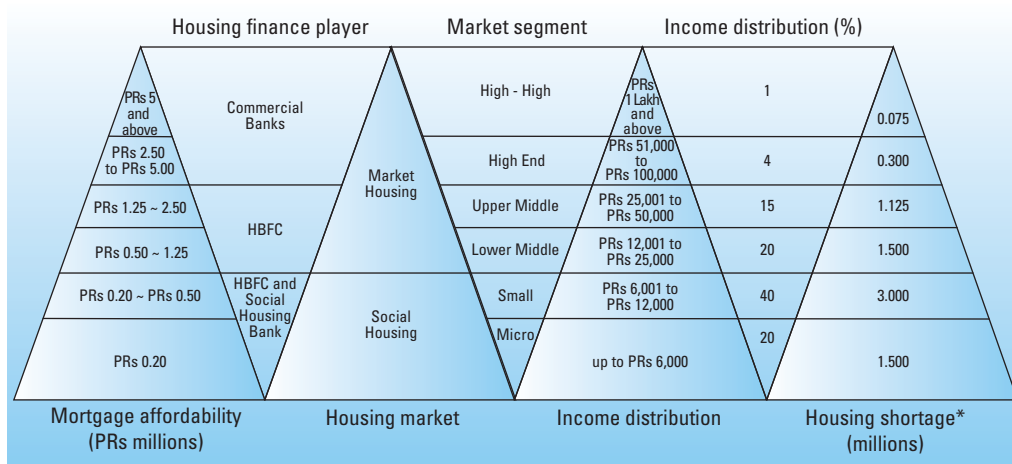 Housing finance player
Market segment
Income distribution (%)
PRs 5
and
above
Commercial
Banks
High - High
PRs
1Lakh
and
above
1
0.075
PRs 2.50
to PRs 5.00
High End
PRs 51,000
to
PRs 100,000
4
0.300
Market
Housing
PRs 1.25 ~ 2.50
HBFC
Upper Middle
PRs 25,001 to
PRs 50,000
15
1.125
PRs 0.50 ~ 1.25
Lower Middle
PRs 12,001 to
PRs 25,000
20
1.500
PRs 0.20 ~ PRs 0.50
HBFC and
Social
Housing
Bank
Social
Housing
Small
PRs 6,001 to
PRs 12,000
40
3.000
PRs 0.20
Micro
up to PRs 6,000
20
1.500
Mortgage affordability
(PRs millions)
Housing market
Income distribution
Housing shortage*
(millions)